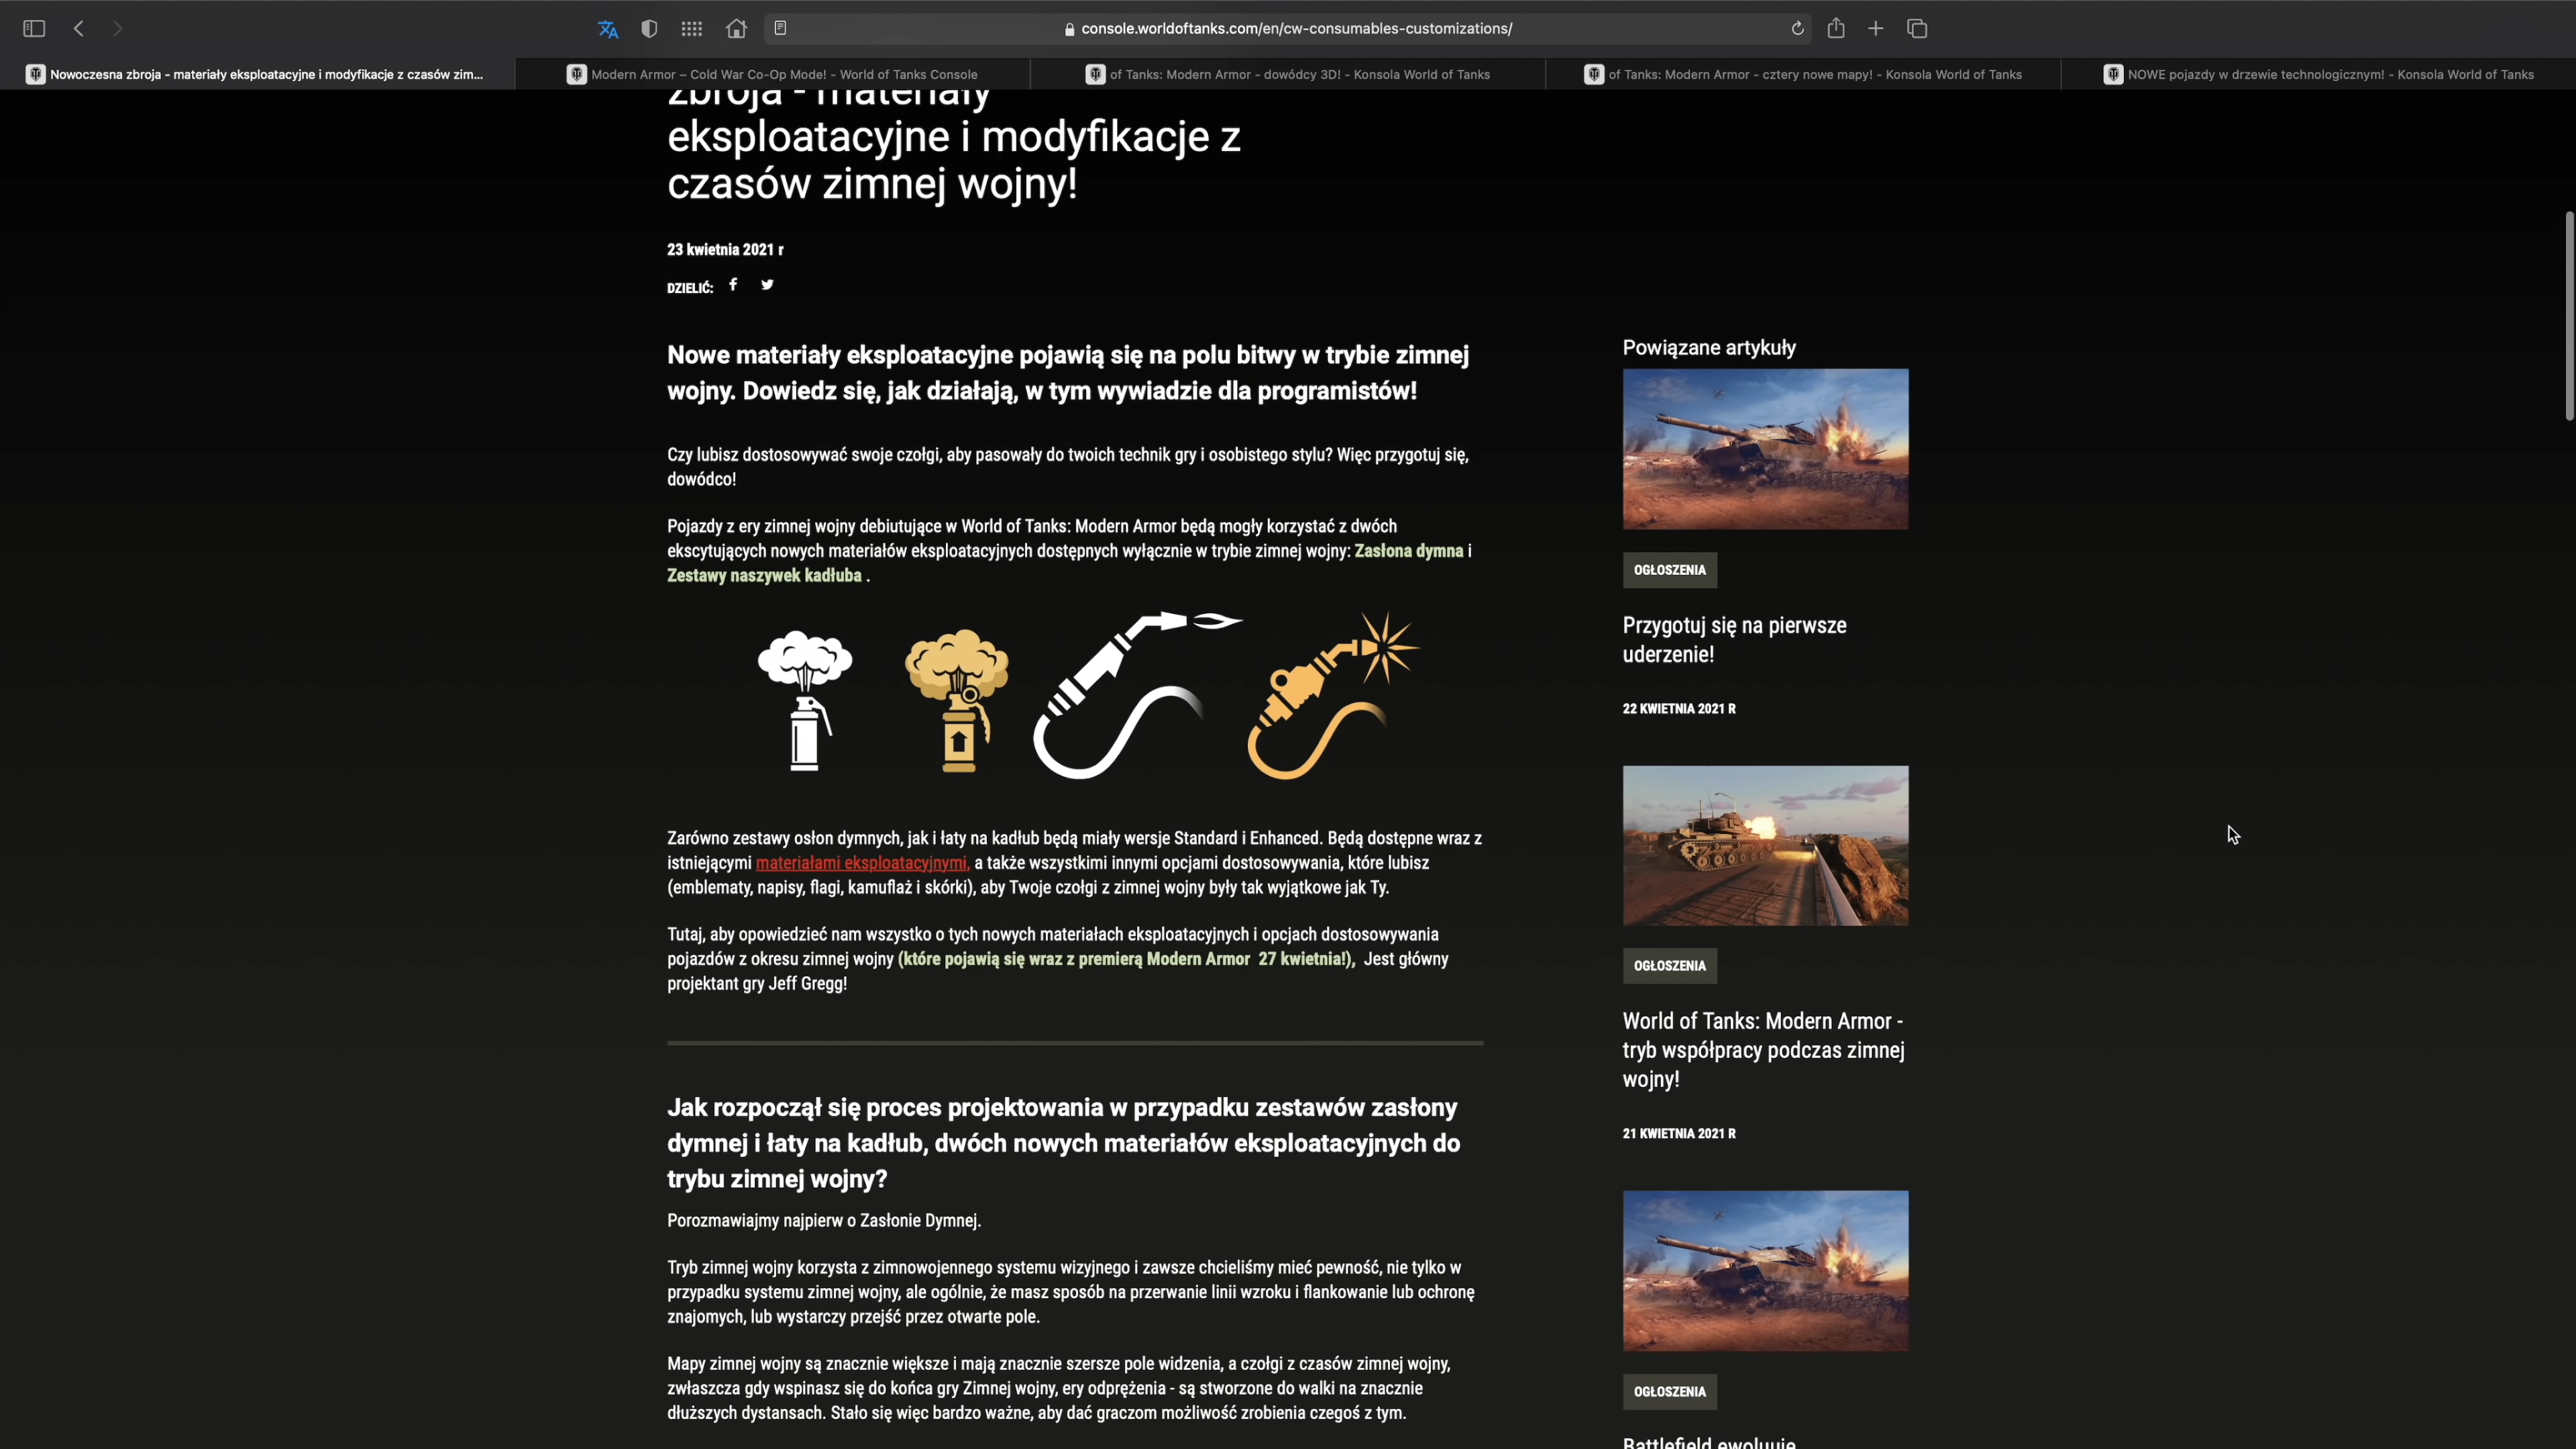 console.worldoftanks.com/en/cw-consumables-customizations/
Nowoczesna zbroja - materiały eksploatacyjne i modyfikacje z czasów zim...
Modern Armor – Cold War Co-Op Mode! - World of Tanks Console
of Tanks: Modern Armor - dowódcy 3D! - Konsola World of Tanks
of Tanks: Modern Armor - cztery nowe mapy! - Konsola World of Tanks
NOWE pojazdy w drzewie technologicznym! - Konsola World of Tanks
zbroja - materiały
eksploatacyjne i modyfikacje z
czasów zimnej wojny!
23 kwietnia 2021 r
DZIELIĆ:
Nowe materiały eksploatacyjne pojawią się na polu bitwy w trybie zimnej
wojny. Dowiedz się, jak działają, w tym wywiadzie dla programistów!
Czy lubisz dostosowywać swoje czołgi, aby pasowały do twoich technik gry i osobistego stylu? Więc przygotuj się,
dowódco!
Pojazdy z ery zimnej wojny debiutujące w World of Tanks: Modern Armor będą mogły korzystać z dwóch
ekscytujących nowych materiałów eksploatacyjnych dostępnych wyłącznie w trybie zimnej wojny: Zasłona dymna i
Zestawy naszywek kadłuba .
Zarówno zestawy osłon dymnych, jak i łaty na kadłub będą miały wersje Standard i Enhanced. Będą dostępne wraz z
istniejącymi materiałami eksploatacyjnymi, a także wszystkimi innymi opcjami dostosowywania, które lubisz
(emblematy, napisy, flagi, kamuflaż i skórki), aby Twoje czołgi z zimnej wojny były tak wyjątkowe jak Ty.
Tutaj, aby opowiedzieć nam wszystko o tych nowych materiałach eksploatacyjnych i opcjach dostosowywania
pojazdów z okresu zimnej wojny (które pojawią się wraz z premierą Modern Armor 27 kwietnia!), Jest główny
projektant gry Jeff Gregg!
Jak rozpoczął się proces projektowania w przypadku zestawów zasłony
dymnej i łaty na kadłub, dwóch nowych materiałów eksploatacyjnych do
trybu zimnej wojny?
Porozmawiajmy najpierw o Zasłonie Dymnej.
Tryb zimnej wojny korzysta z zimnowojennego systemu wizyjnego i zawsze chcieliśmy mieć pewność, nie tylko w
przypadku systemu zimnej wojny, ale ogólnie, że masz sposób na przerwanie linii wzroku i flankowanie lub ochronę
znajomych, lub wystarczy przejść przez otwarte pole.
Mapy zimnej wojny są znacznie większe i mają znacznie szersze pole widzenia, a czołgi z czasów zimnej wojny,
zwłaszcza gdy wspinasz się do końca gry Zimnej wojny, ery odprężenia - są stworzone do walki na znacznie
dłuższych dystansach. Stało się więc bardzo ważne, aby dać graczom możliwość zrobienia czegoś z tym.
Powiązane artykuły
OGŁOSZENIA
Przygotuj się na pierwsze
uderzenie!
22 KWIETNIA 2021 R
OGŁOSZENIA
World of Tanks: Modern Armor -
tryb współpracy podczas zimnej
wojny!
21 KWIETNIA 2021 R
OGŁOSZENIA
Battlefield ewoluuje